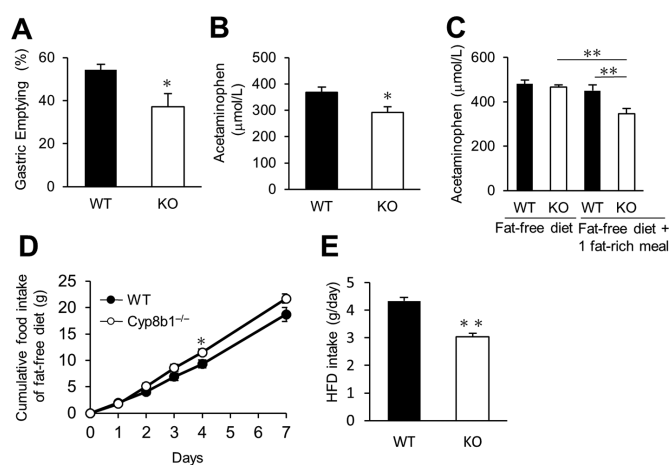 A
Gastric Emptying (%)
60
40
20
0
*
WT
KO
B
Acetaminophen
(μmol/L)
500
400
300
200
100
0
*
WT
KO
C
Acetaminophen (μmol/L)
600
400
200
0
**
**
WT KO WT KO
Fat-free diet
Fat-free diet +
1 fat-rich meal
D
Cumulative food intake
of fat-free diet (g)
25
20
15
10
5
0
WT
Cyp8b1–/–
*
0 1 2 3 4 5 6 7
Days
E
HFD intake (g/day)
5
4
3
2
1
0
**
WT
KO